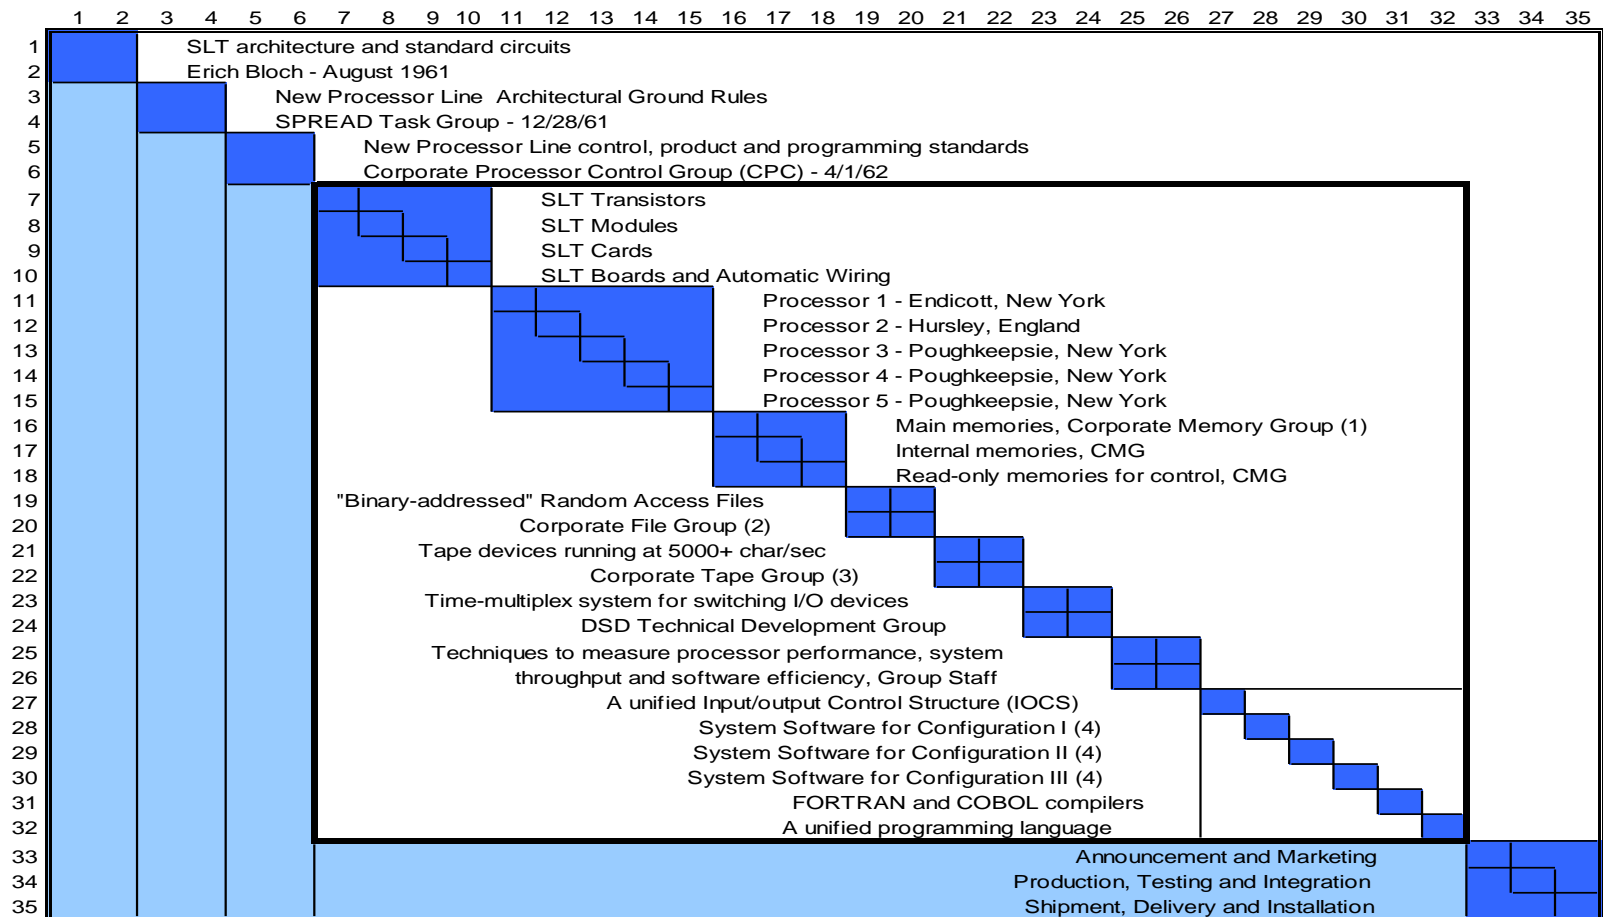 1 2 3 4 5 6 7 8 9 10 11 12 13 14 15 16 17 18 19 20 21 22 23 24 25 26 27 28 29 30 31 32 33 34 35
1 SLT architecture and standard circuits
2 Erich Bloch - August 1961
3 New Processor Line Architectural Ground Rules
4 SPREAD Task Group - 12/28/61
5 New Processor Line control, product and programming standards
6 Corporate Processor Control Group (CPC) - 4/1/62
7 SLT Transistors
8 SLT Modules
9 SLT Cards
10 SLT Boards and Automatic Wiring
11 Processor 1 - Endicott, New York
12 Processor 2 - Hursley, England
13 Processor 3 - Poughkeepsie, New York
14 Processor 4 - Poughkeepsie, New York
15 Processor 5 - Poughkeepsie, New York
16 Main memories, Corporate Memory Group (1)
17 Internal memories, CMG
18 Read-only memories for control, CMG
19 "Binary-addressed" Random Access Files
20 Corporate File Group (2)
21 Tape devices running at 5000+ char/sec
22 Corporate Tape Group (3)
23 Time-multiplex system for switching I/O devices
24 DSD Technical Development Group
25 Techniques to measure processor performance, system
26 throughput and software efficiency, Group Staff
27 A unified Input/output Control Structure (IOCS)
28 System Software for Configuration I (4)
29 System Software for Configuration II (4)
30 System Software for Configuration III (4)
31 FORTRAN and COBOL compilers
32 A unified programming language
33 Announcement and Marketing
34 Production, Testing and Integration
35 Shipment, Delivery and Installation